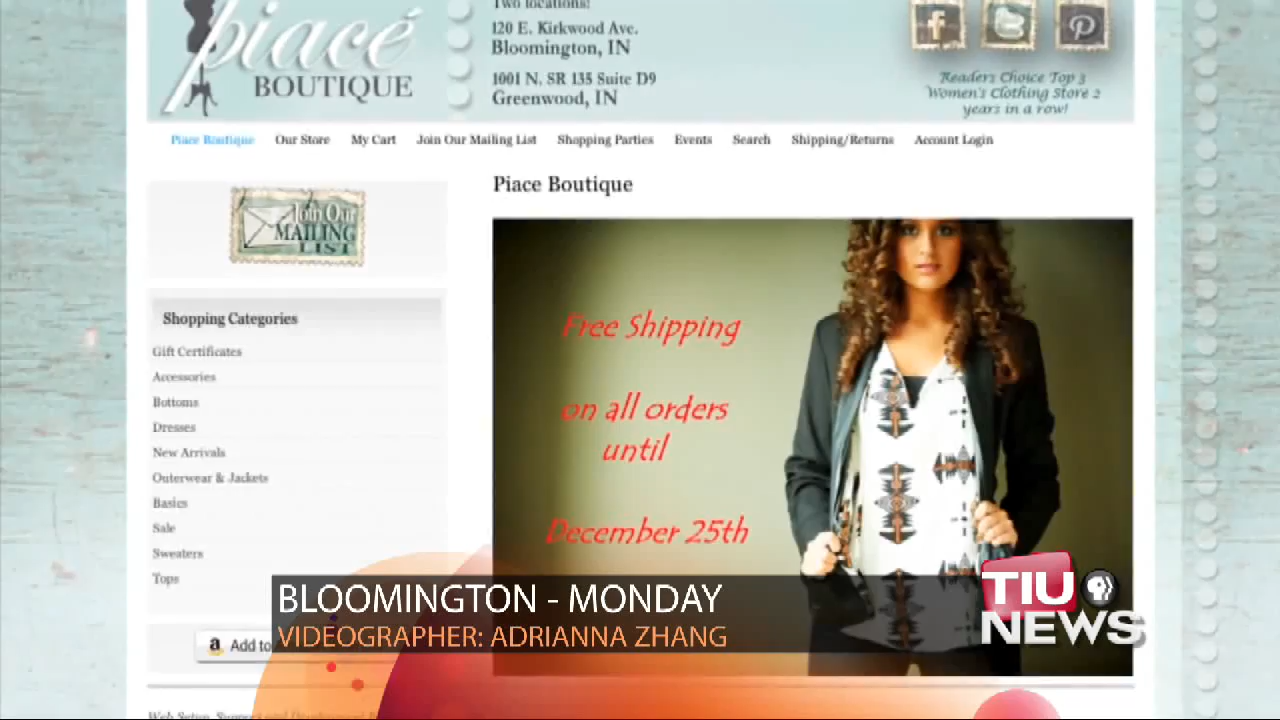 Two locations!
piacé
BOUTIQUE
120 E. Kirkwood Ave.
Bloomington, IN
1001 N. SR 135 Suite D9
Greenwood, IN
Readers Choice Top 3
Women's Clothing Store 2
years in a row!
Piace Boutique Our Store My Cart Join Our Mailing List Shopping Parties Events Search Shipping/Returns Account Login
Join Our
MAILING
LIST
Piace Boutique
Shopping Categories
Gift Certificates
Accessories
Bottoms
Dresses
New Arrivals
Outerwear & Jackets
Basics
Sale
Sweaters
Tops
Free Shipping
on all orders
until
December 25th
Add to
BLOOMINGTON - MONDAY
VIDEOGRAPHER: ADRIANNA ZHANG
TIU
NEWS